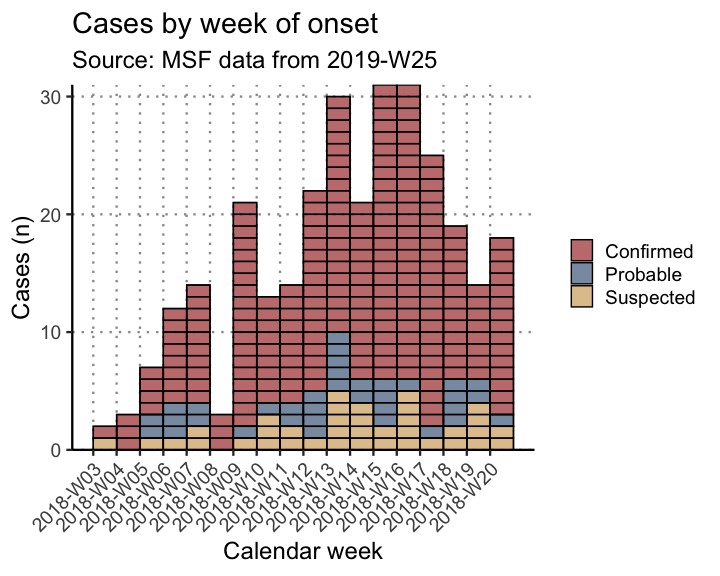 Cases by week of onset
Source: MSF data from 2019-W25
Cases (n)
30
20
10
0
Confirmed
Probable
Suspected
2018-W03
2018-W04
2018-W05
2018-W06
2018-W07
2018-W08
2018-W09
2018-W10
2018-W11
2018-W12
2018-W13
2018-W14
2018-W15
2018-W16
2018-W17
2018-W18
2018-W19
2018-W20
Calendar week